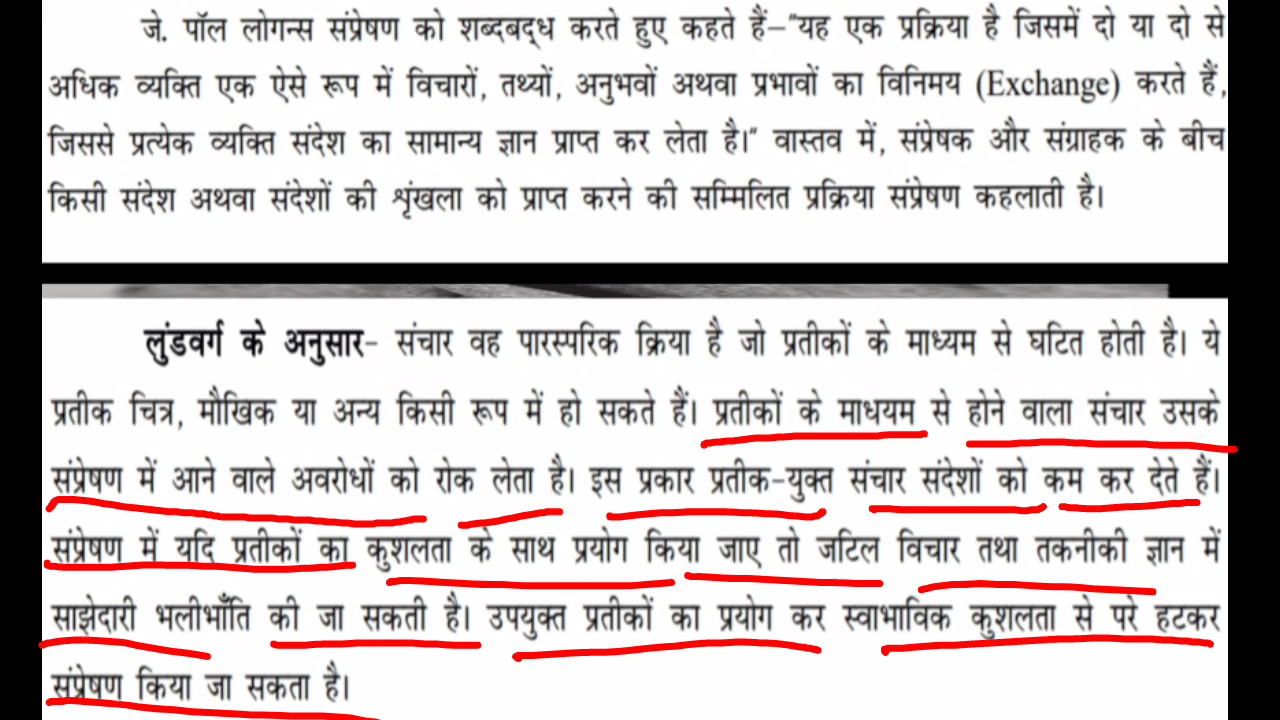 जे. पॉल लोगन्स संप्रेषण को शब्दबद्ध करते हुए कहते हैं–"यह एक प्रक्रिया है जिसमें दो या दो से
अधिक व्यक्ति एक ऐसे रूप में विचारों, तथ्यों, अनुभवों अथवा प्रभावों का विनिमय (Exchange) करते हैं,
जिससे प्रत्येक व्यक्ति संदेश का सामान्य ज्ञान प्राप्त कर लेता है।" वास्तव में, संप्रेषक और संग्राहक के बीच
किसी संदेश अथवा संदेशों की शृंखला को प्राप्त करने की सम्मिलित प्रक्रिया संप्रेषण कहलाती है।
लुंडवर्ग के अनुसार- संचार वह पारस्परिक क्रिया है जो प्रतीकों के माध्यम से घटित होती है। ये
प्रतीक चित्र, मौखिक या अन्य किसी रूप में हो सकते हैं। प्रतीकों के माधयम से होने वाला संचार उसके
संप्रेषण में आने वाले अवरोधों को रोक लेता है। इस प्रकार प्रतीक-युक्त संचार संदेशों को कम कर देते हैं।
संप्रेषण में यदि प्रतीकों का कुशलता के साथ प्रयोग किया जाए तो जटिल विचार तथा तकनीकी ज्ञान में
साझेदारी भलीभाँति की जा सकती है। उपयुक्त प्रतीकों का प्रयोग कर स्वाभाविक कुशलता से परे हटकर
संप्रेषण किया जा सकता है।